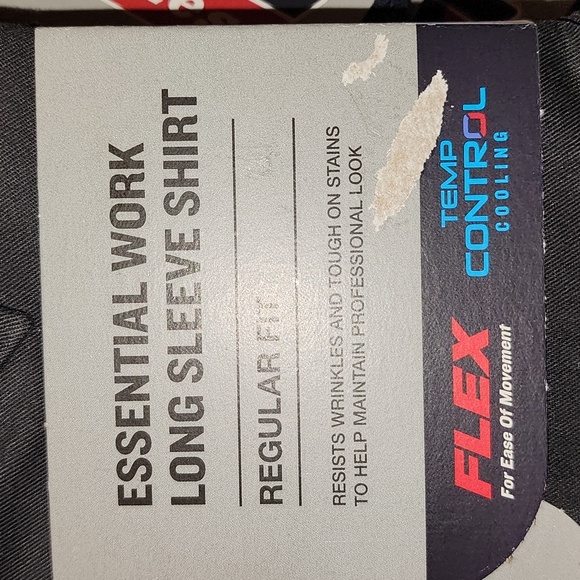 ESSENTIAL WORK
LONG SLEEVE SHIRT
REGULAR FIT
RESISTS WRINKLES AND TOUGH ON STAINS
TO HELP MAINTAIN PROFESSIONAL LOOK
FLEX
For Ease Of Movement
TEMP
CONTROL
COOLING